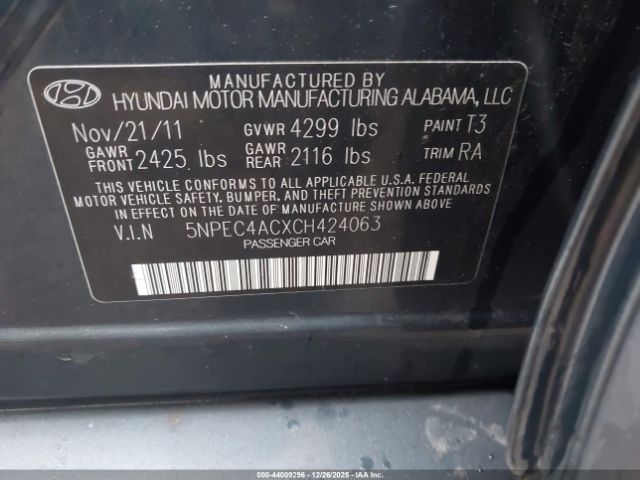 MANUFACTURED BY
HYUNDAI MOTOR MANUFACTURING ALABAMA, LLC
Nov/21/11 GVWR 4299 lbs PAINT T3
GAWR FRONT 2425 lbs GAWR REAR 2116 lbs TRIM RA
THIS VEHICLE CONFORMS TO ALL APPLICABLE U.S.A. FEDERAL
MOTOR VEHICLE SAFETY, BUMPER, AND THEFT PREVENTION STANDARDS
IN EFFECT ON THE DATE OF MANUFACTURE SHOWN ABOVE.
V.I.N 5NPEC4ACXCH424063
PASSENGER CAR
000-44009296 • 12/26/2025 • IAAI.COM